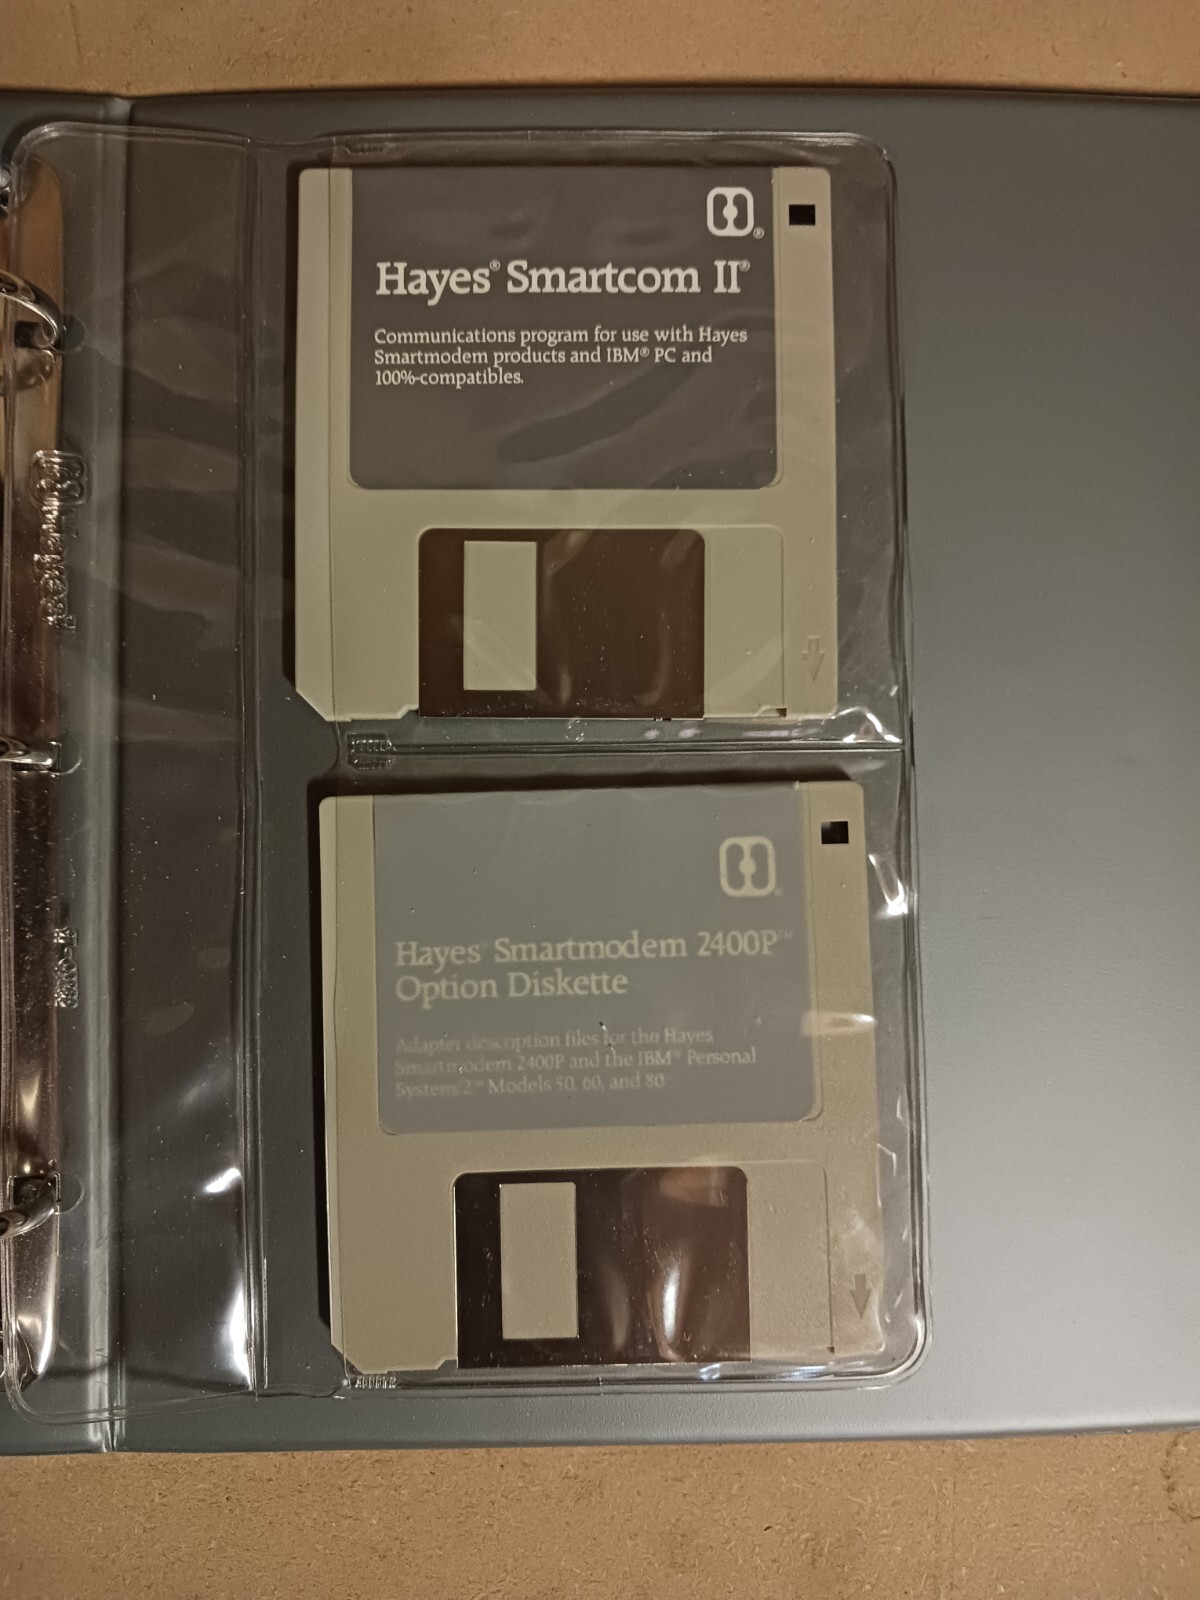 Hayes® Smartcom II®
Communications program for use with Hayes
Smartmodem products and IBM® PC and
100%-compatibles.
Hayes® Smartmodem 2400P™
Option Diskette
Adapter description files for the Hayes
Smartmodem 2400P and the IBM® Personal
System/2™ Models 50, 60, and 80